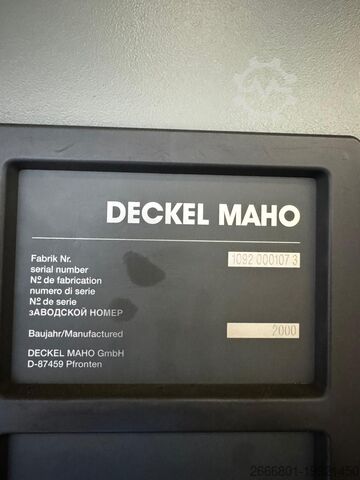 DECKEL MAHO
Fabrik Nr. 1092 000107 3
serial number
Nº de fabrication
numero di serie
Nº de serie
зАВОДСКОЙ НОМЕР
Baujahr/Manufactured 2000
DECKEL MAHO GmbH
D-87459 Pfronten